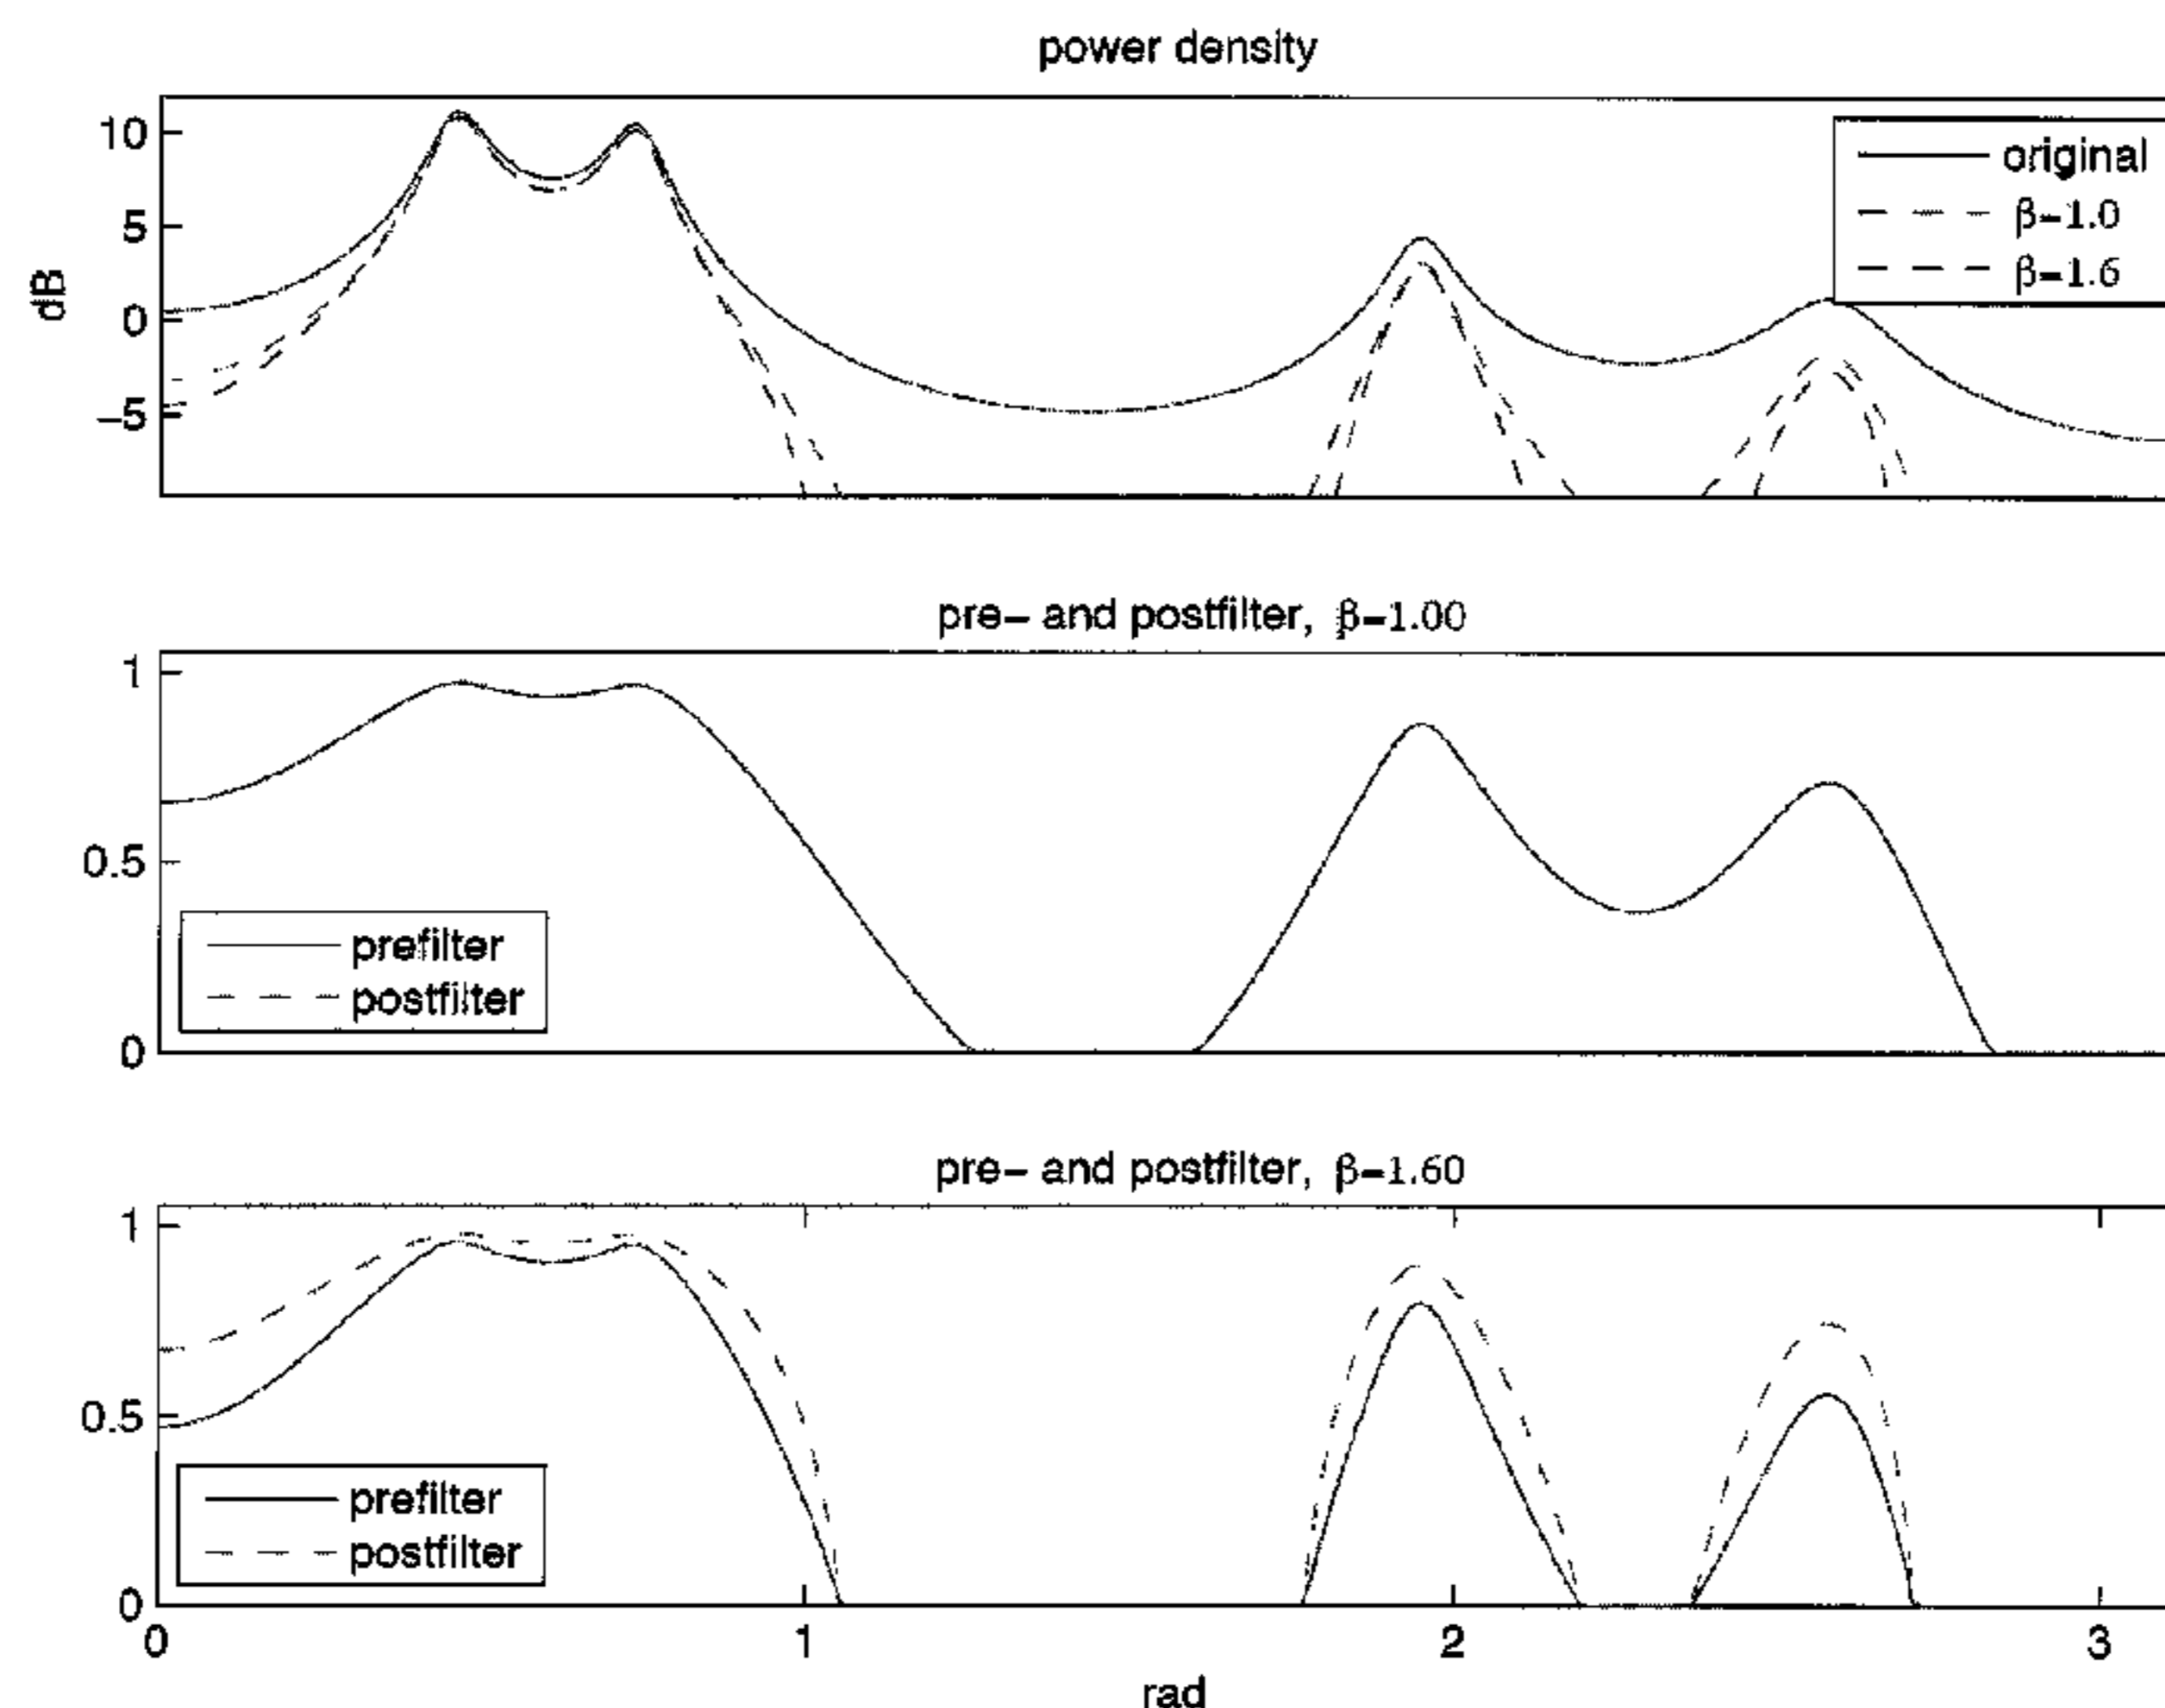 power density
10
5
0
−5
dB
original
β=1.0
β=1.6
pre− and postfilter, β=1.00
1
0.5
0
prefilter
postfilter
pre− and postfilter, β=1.60
1
0.5
0
prefilter
postfilter
0 1 2 3
rad